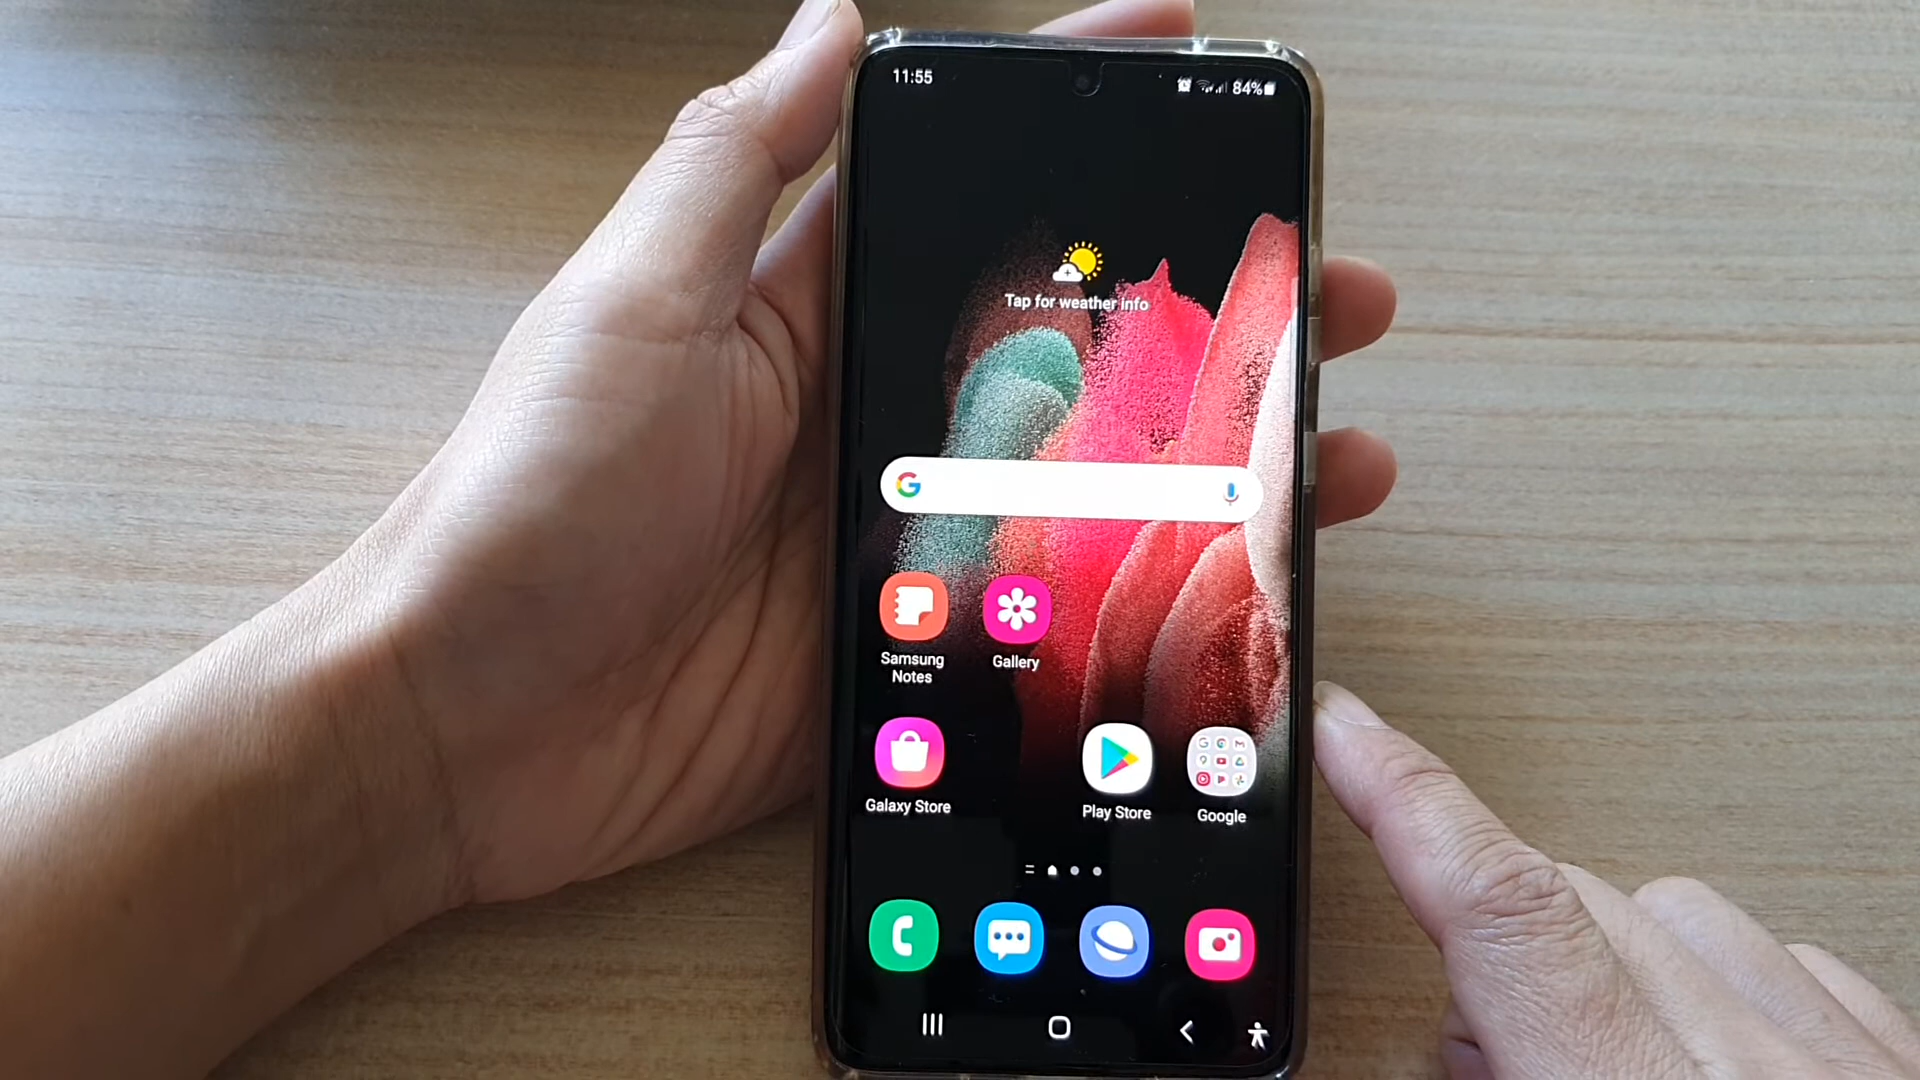 11:55
84%
Tap for weather info
Samsung
Notes
Gallery
Galaxy Store
Play Store
Google